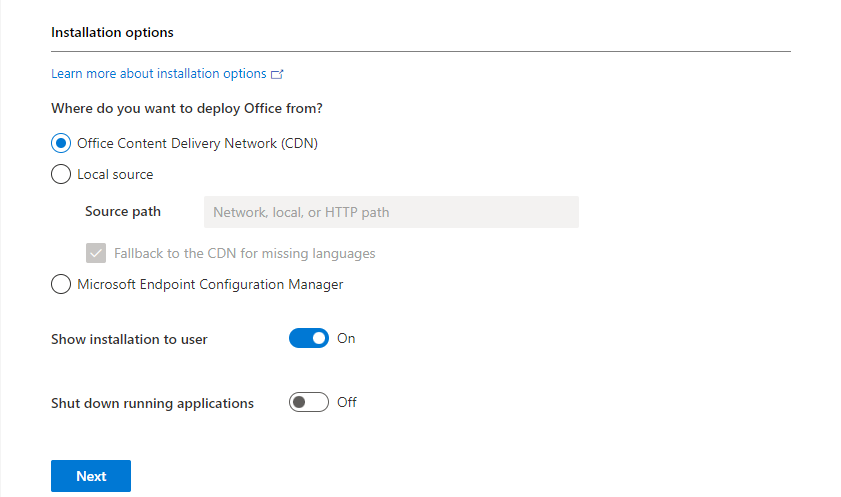 Installation options
Learn more about installation options
Where do you want to deploy Office from?
Office Content Delivery Network (CDN)
Local source
Source path
Network, local, or HTTP path
Fallback to the CDN for missing languages
Microsoft Endpoint Configuration Manager
Show installation to user
On
Shut down running applications
Off
Next